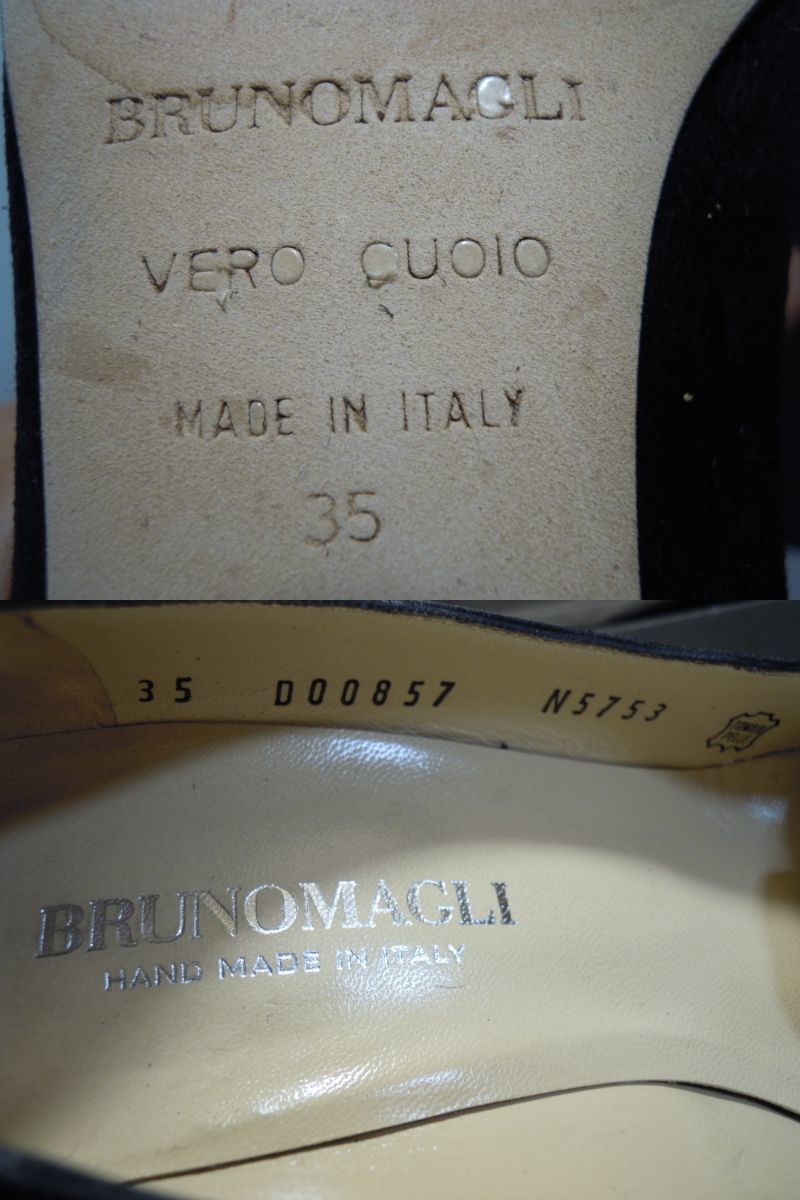 BRUNOMAGLI
VERO CUOIO
MADE IN ITALY
35
35 D00857 N5753
BRUNOMAGLI
HAND MADE IN ITALY